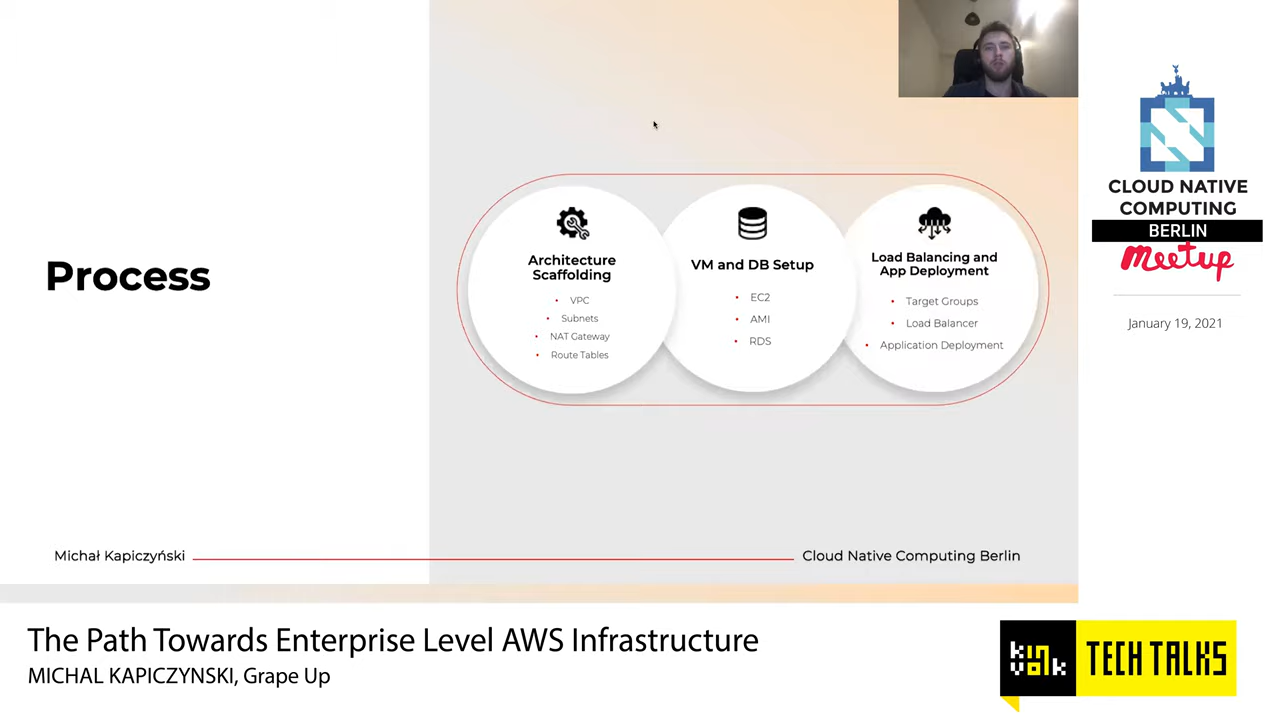 Process
Architecture
Scaffolding
• VPC
• Subnets
• NAT Gateway
• Route Tables
VM and DB Setup
• EC2
• AMI
• RDS
Load Balancing and
App Deployment
• Target Groups
• Load Balancer
• Application Deployment
Michał Kapiczyński
Cloud Native Computing Berlin
CLOUD NATIVE
COMPUTING
BERLIN
meetup
January 19, 2021
The Path Towards Enterprise Level AWS Infrastructure
MICHAL KAPICZYNSKI, Grape Up
kinvolk
TECH TALKS